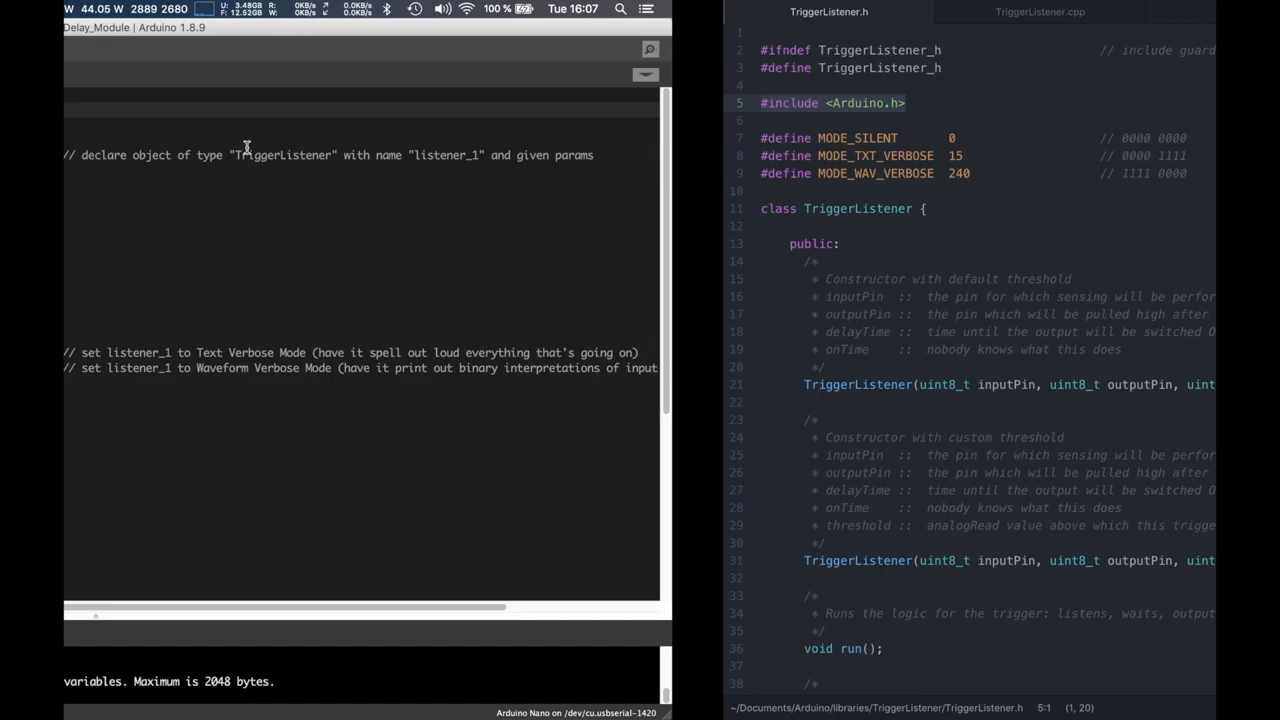 W 44.05 W 2889 2680 U: 3.48GB F: 12.52GB R: 0KB/s W: 0KB/s 0.0KB/s 0.0KB/s 100 % Tue 16:07
Delay_Module | Arduino 1.8.9
// declare object of type "TriggerListener" with name "listener_1" and given params
// set listener_1 to Text Verbose Mode (have it spell out loud everything that's going on)
// set listener_1 to Waveform Verbose Mode (have it print out binary interpretations of input
variables. Maximum is 2048 bytes.
Arduino Nano on /dev/cu.usbserial-1420
TriggerListener.h TriggerListener.cpp
1
2 #ifndef TriggerListener_h // include guard
3 #define TriggerListener_h
4
5 #include <Arduino.h>
6
7 #define MODE_SILENT 0 // 0000 0000
8 #define MODE_TXT_VERBOSE 15 // 0000 1111
9 #define MODE_WAV_VERBOSE 240 // 1111 0000
10
11 class TriggerListener {
12
13 public:
14 /*
15 * Constructor with default threshold
16 * inputPin :: the pin for which sensing will be perfor
17 * outputPin :: the pin which will be pulled high after
18 * delayTime :: time until the output will be switched O
19 * onTime :: nobody knows what this does
20 */
21 TriggerListener(uint8_t inputPin, uint8_t outputPin, uint
22
23 /*
24 * Constructor with custom threshold
25 * inputPin :: the pin for which sensing will be perfor
26 * outputPin :: the pin which will be pulled high after
27 * delayTime :: time until the output will be switched O
28 * onTime :: nobody knows what this does
29 * threshold :: analogRead value above which this trigge
30 */
31 TriggerListener(uint8_t inputPin, uint8_t outputPin, uint
32
33 /*
34 * Runs the logic for the trigger: listens, waits, output
35 */
36 void run();
37
38 /*
~/Documents/Arduino/libraries/TriggerListener/TriggerListener.h 5:1 (1, 20)